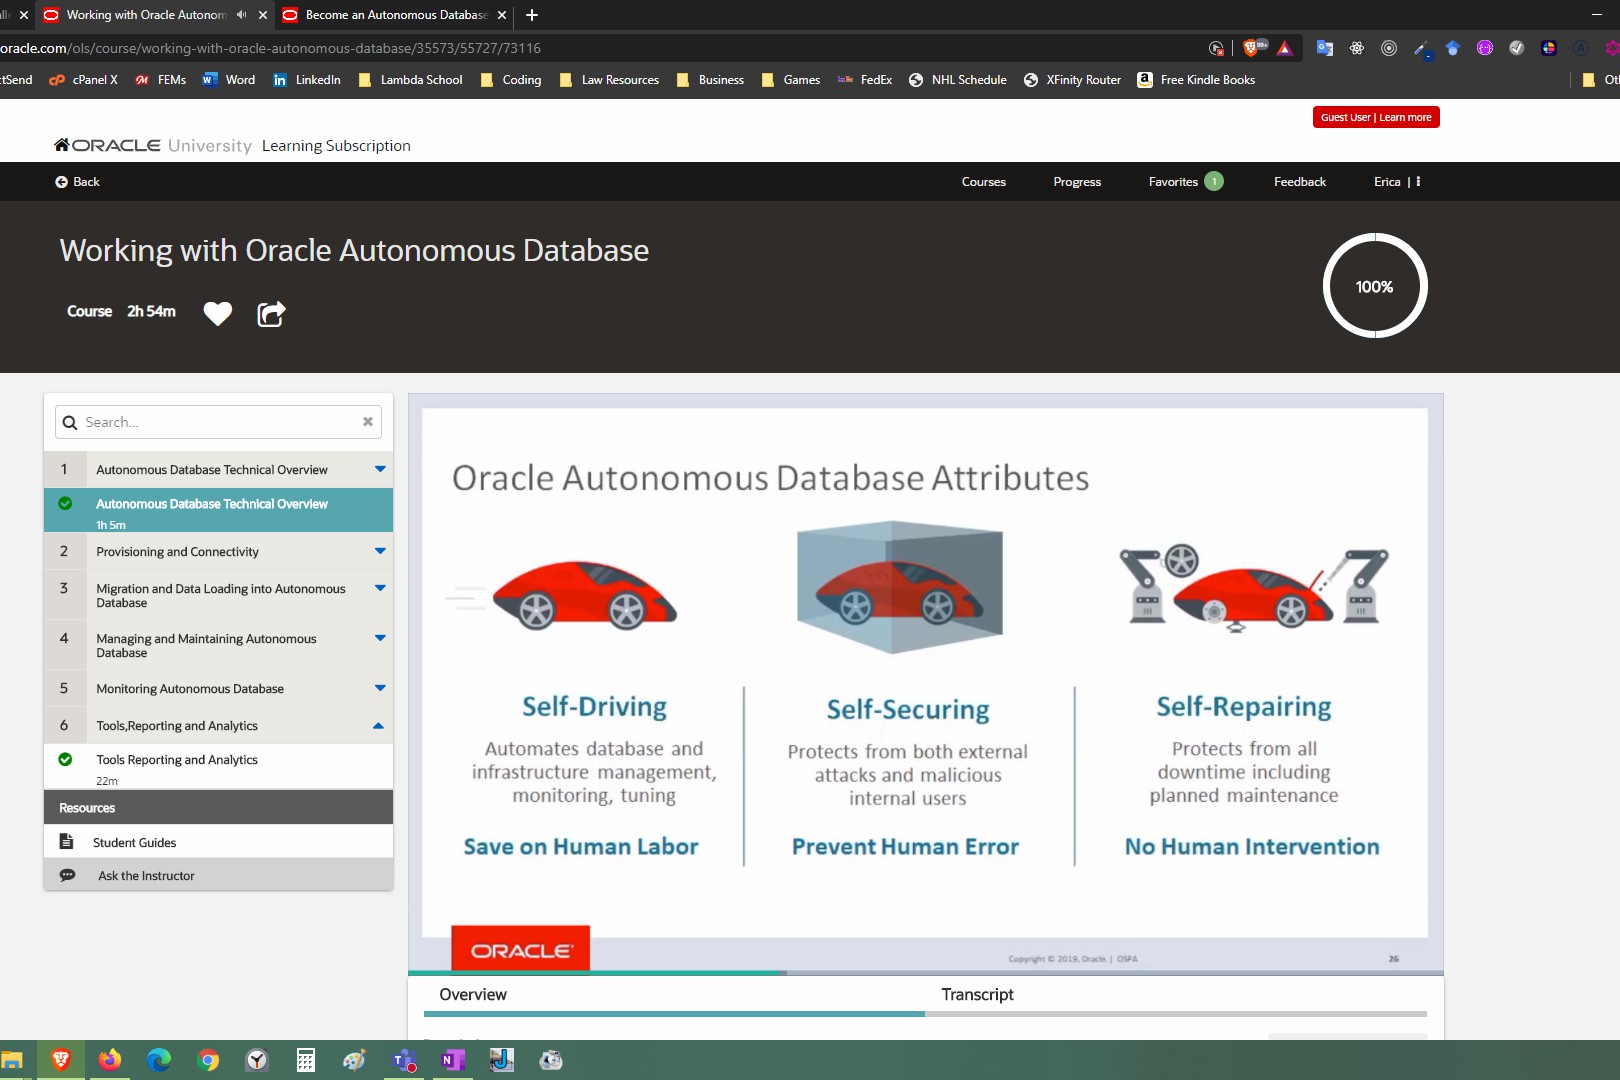 Working with Oracle Autonom
Become an Autonomous Database
oracle.com/ols/course/working-with-oracle-autonomous-database/35573/55727/73116
99+
ctSend
cPanel X
FEMs
Word
LinkedIn
Lambda School
Coding
Law Resources
Business
Games
FedEx
NHL Schedule
XFinity Router
Free Kindle Books
Guest User | Learn more
ORACLE University Learning Subscription
Back
Courses
Progress
Favorites 1
Feedback
Erica |
Working with Oracle Autonomous Database
Course 2h 54m
100%
Search...
1 Autonomous Database Technical Overview
Autonomous Database Technical Overview
1h 5m
2 Provisioning and Connectivity
3 Migration and Data Loading into Autonomous
Database
4 Managing and Maintaining Autonomous
Database
5 Monitoring Autonomous Database
6 Tools,Reporting and Analytics
Tools Reporting and Analytics
22m
Resources
Student Guides
Ask the Instructor
Oracle Autonomous Database Attributes
Self-Driving
Automates database and
infrastructure management,
monitoring, tuning
Save on Human Labor
Self-Securing
Protects from both external
attacks and malicious
internal users
Prevent Human Error
Self-Repairing
Protects from all
downtime including
planned maintenance
No Human Intervention
ORACLE
Copyright © 2019, Oracle. | OSPA
26
Overview
Transcript